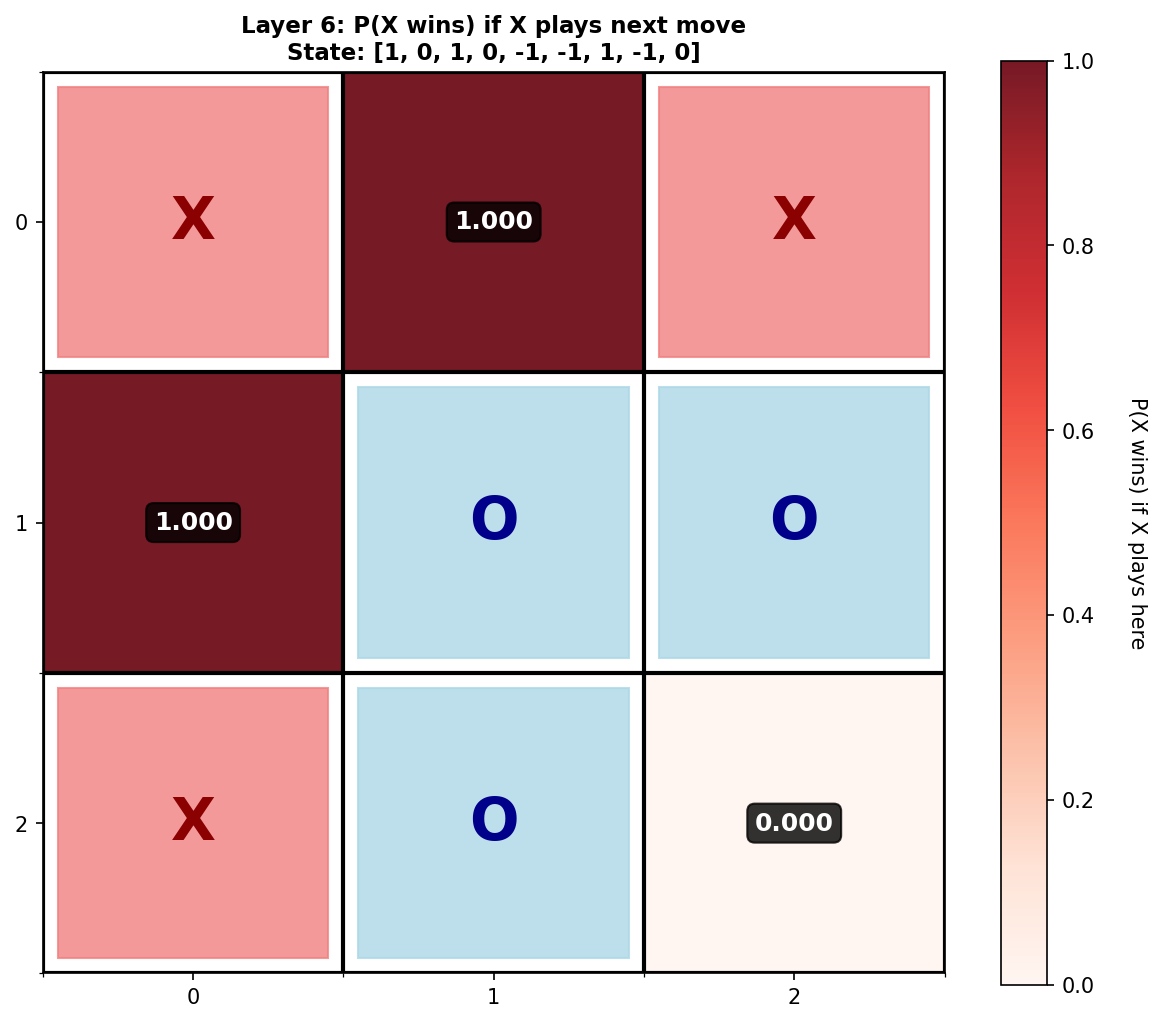 Layer 6: P(X wins) if X plays next move
State: [1, 0, 1, 0, -1, -1, 1, -1, 0]
0
X
1.000
X
1
1.000
O
O
2
X
O
0.000
0
1
2
1.0
0.8
0.6
0.4
0.2
0.0
P(X wins) if X plays here